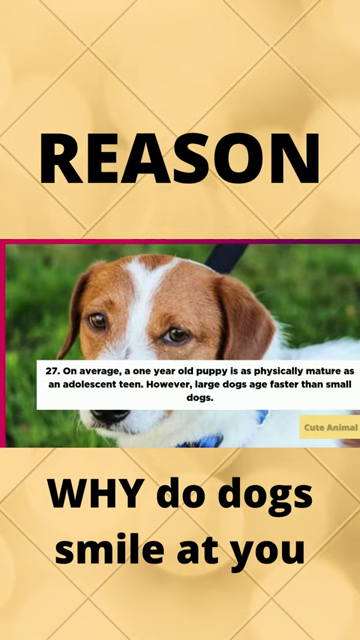 REASON
27. On average, a one year old puppy is as physically mature as
an adolescent teen. However, large dogs age faster than small
dogs.
Cute Animal
WHY do dogs
smile at you